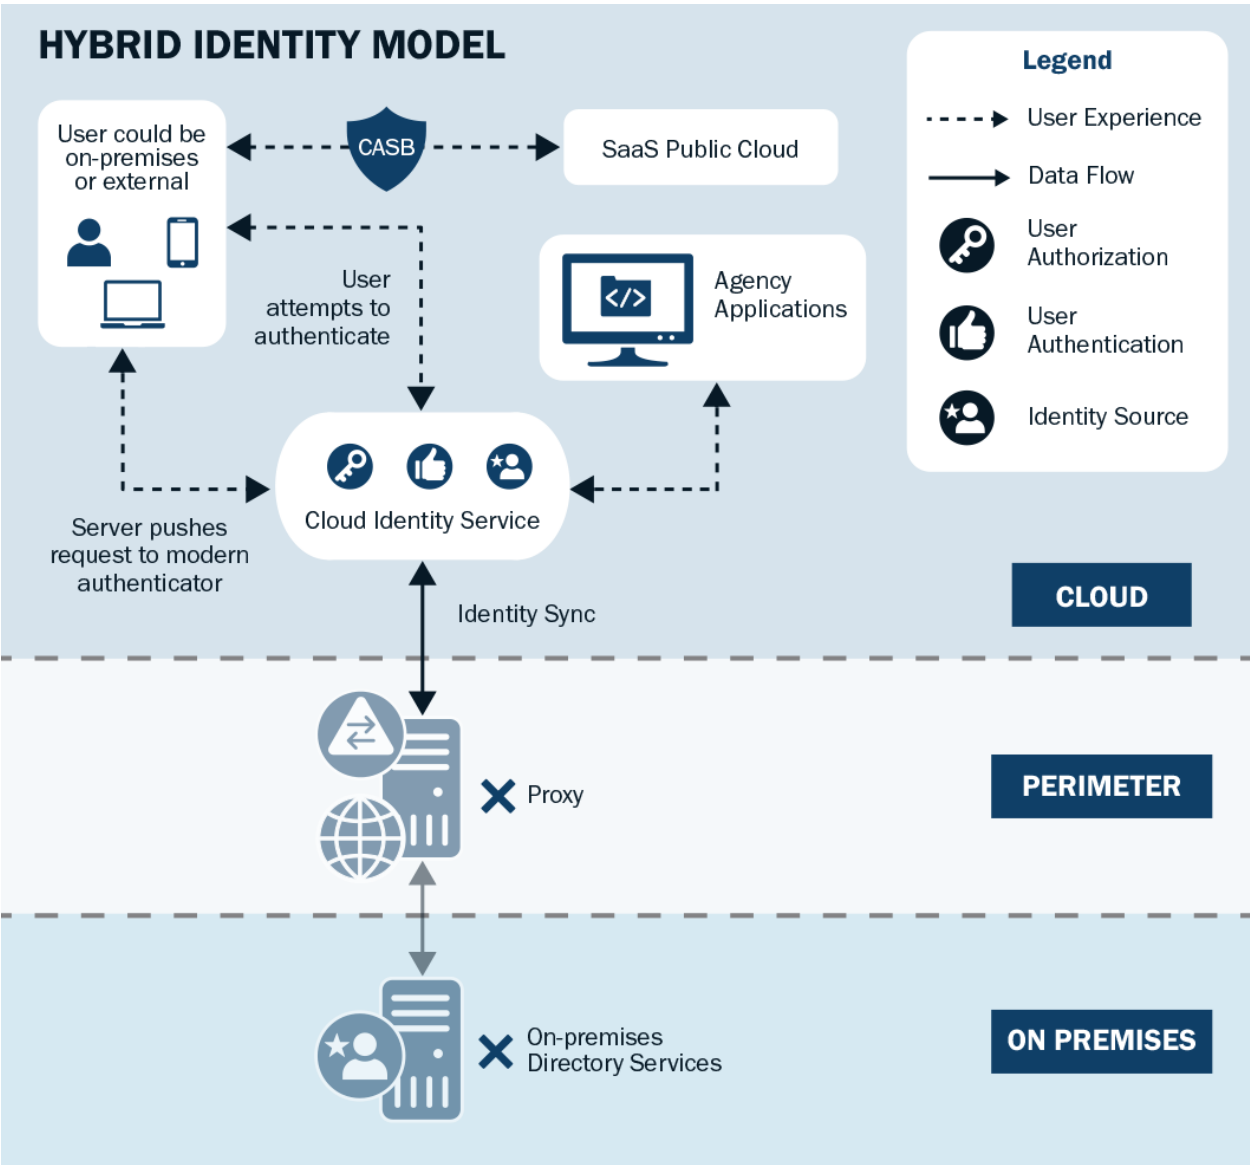 HYBRID IDENTITY MODEL
User could be
on-premises
or external
CASB
SaaS Public Cloud
User
attempts to
authenticate
Agency
Applications
Server pushes
request to modern
authenticator
Cloud Identity Service
Identity Sync
Legend
User Experience
Data Flow
User
Authorization
User
Authentication
Identity Source
CLOUD
Proxy
PERIMETER
On-premises
Directory Services
ON PREMISES